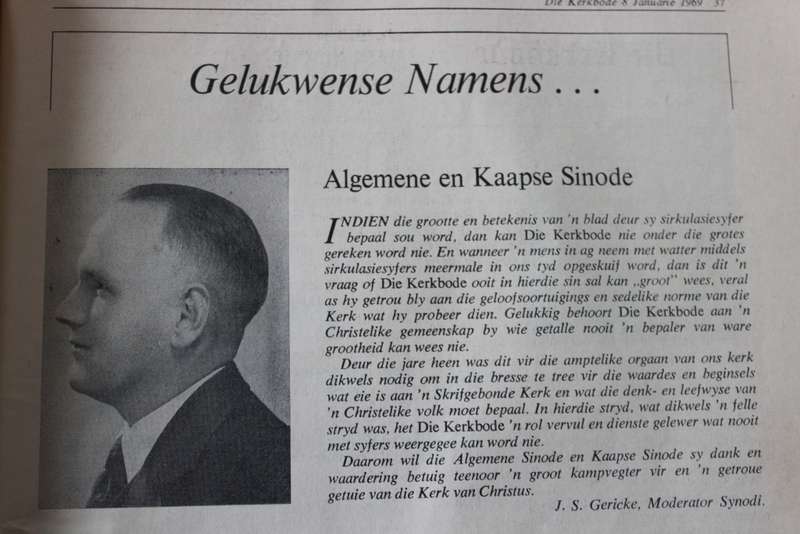 Die Kerkbode 8 Januarie 1969 37
Gelukwense Namens . . .
Algemene en Kaapse Sinode
INDIEN die grootte en betekenis van 'n blad deur sy sirkulasiesyfer
bepaal sou word, dan kan Die Kerkbode nie onder die grotes
gereken word nie. En wanneer 'n mens in ag neem met watter middels
sirkulasiesyfers meermale in ons tyd opgeskuif word, dan is dit 'n
vraag of Die Kerkbode ooit in hierdie sin sal kan „groot" wees, veral
as hy getrou bly aan die geloofsoortuigings en sedelike norme van die
Kerk wat hy probeer dien. Gelukkig behoort Die Kerkbode aan 'n
Christelike gemeenskap by wie getalle nooit 'n bepaler van ware
grootheid kan wees nie.
Deur die jare heen was dit vir die amptelike orgaan van ons kerk
dikwels nodig om in die bresse te tree vir die waardes en beginsels
wat eie is aan 'n Skrifgebonde Kerk en wat die denk- en leefwyse van
'n Christelike volk moet bepaal. In hierdie stryd, wat dikwels 'n felle
stryd was, het Die Kerkbode 'n rol vervul en dienste gelewer wat nooit
met syfers weergegee kan word nie.
Daarom wil die Algemene Sinode en Kaapse Sinode sy dank en
waardering betuig teenoor 'n groot kampvegter vir en 'n getroue
getuie van die Kerk van Christus.
J. S. Gericke, Moderator Synodi.